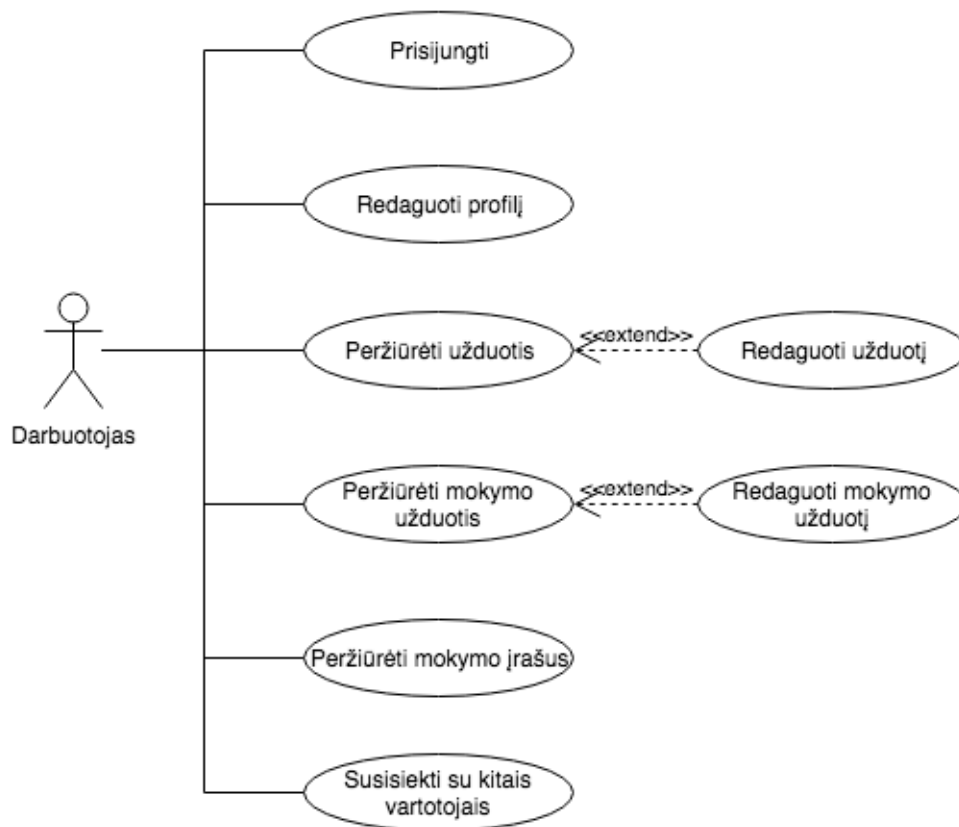 Prisijungti
Redaguoti profilį
Peržiūrėti užduotis
<<extend>>
Redaguoti užduotį
Darbuotojas
Peržiūrėti mokymo
užduotis
<<extend>>
Redaguoti mokymo
užduotį
Peržiūrėti mokymo įrašus
Susisiekti su kitais
vartotojais